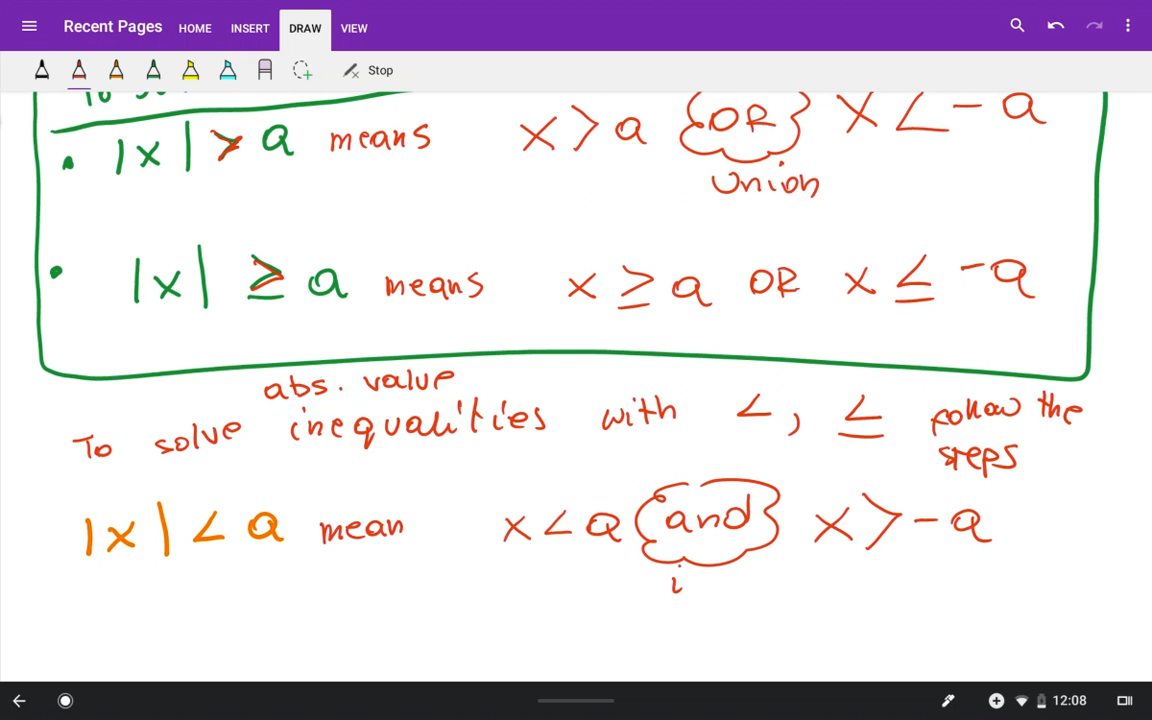 Recent Pages HOME INSERT DRAW VIEW
Stop
To
• |x| > a means x > a {OR} x < - a
Union
• |x| ≥ a means x ≥ a OR x ≤ -a
abs. value
To solve inequalities with <, ≤ follow the
steps
|x| < a mean x < a {and} x > - a
i
12:08